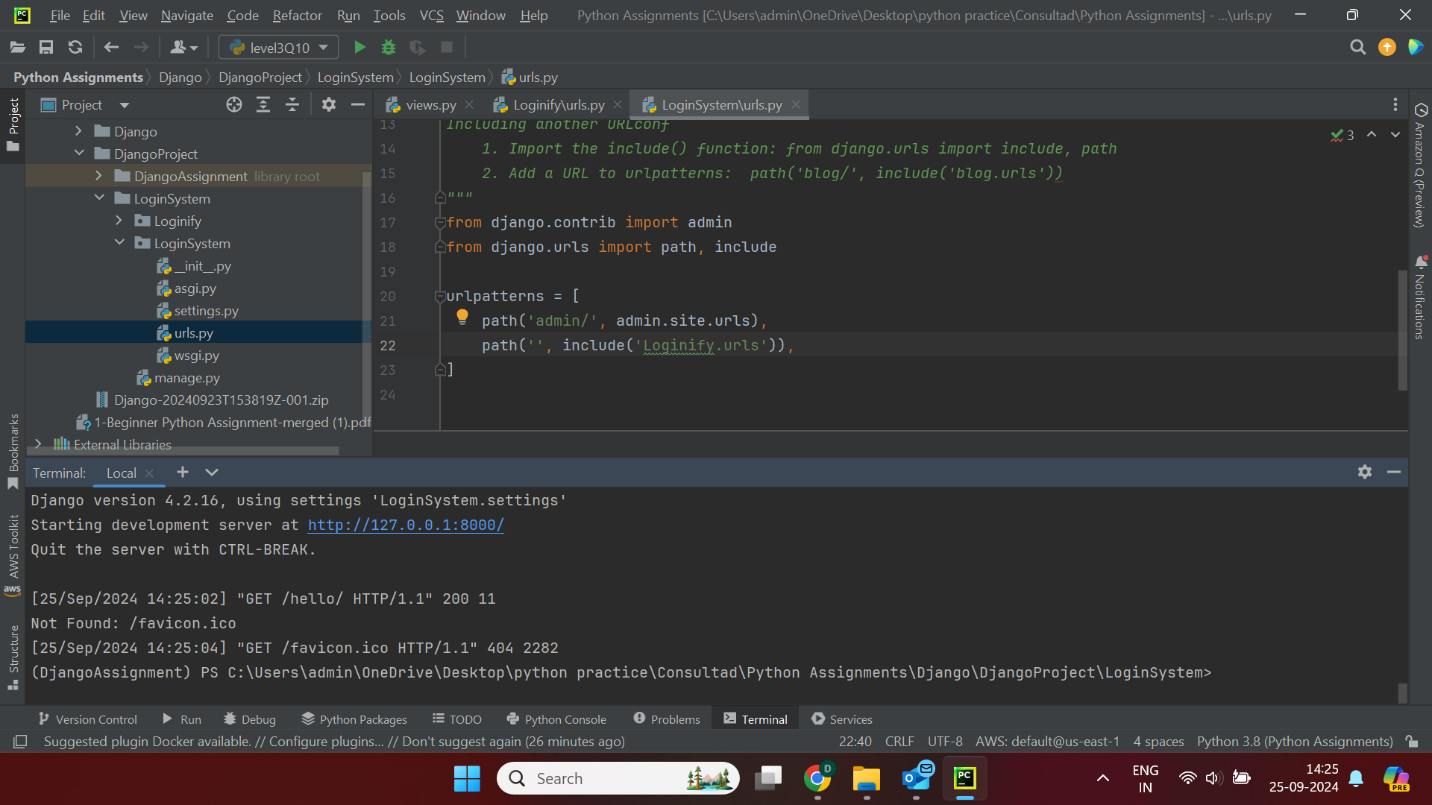 PC File Edit View Navigate Code Refactor Run Tools VCS Window Help Python Assignments [C:\Users\admin\OneDrive\Desktop\python practice\Consultad\Python Assignments] - ...\urls.py
level3Q10
Python Assignments Django DjangoProject LoginSystem LoginSystem urls.py
Project
Project
views.py Loginify\urls.py LoginSystem\urls.py
Django
DjangoProject
DjangoAssignment library root
LoginSystem
Loginify
LoginSystem
__init__.py
asgi.py
settings.py
urls.py
wsgi.py
manage.py
Django-20240923T153819Z-001.zip
1-Beginner Python Assignment-merged (1).pdf
External Libraries
13 Including another URLconf
14 1. Import the include() function: from django.urls import include, path
15 2. Add a URL to urlpatterns: path('blog/', include('blog.urls'))
16 """
17 from django.contrib import admin
18 from django.urls import path, include
19
20 urlpatterns = [
21 path('admin/', admin.site.urls),
22 path('', include('Loginify.urls')),
23 ]
24
3
Amazon Q (Preview)
Notifications
Bookmarks
AWS Toolkit
aws
Structure
Terminal: Local
Django version 4.2.16, using settings 'LoginSystem.settings'
Starting development server at http://127.0.0.1:8000/
Quit the server with CTRL-BREAK.
[25/Sep/2024 14:25:02] "GET /hello/ HTTP/1.1" 200 11
Not Found: /favicon.ico
[25/Sep/2024 14:25:04] "GET /favicon.ico HTTP/1.1" 404 2282
(DjangoAssignment) PS C:\Users\admin\OneDrive\Desktop\python practice\Consultad\Python Assignments\Django\DjangoProject\LoginSystem>
Version Control Run Debug Python Packages TODO Python Console Problems Terminal Services
Suggested plugin Docker available. // Configure plugins... // Don't suggest again (26 minutes ago) 22:40 CRLF UTF-8 AWS: default@us-east-1 4 spaces Python 3.8 (Python Assignments)
Search
D
PC
ENG
IN
14:25
25-09-2024
PRE